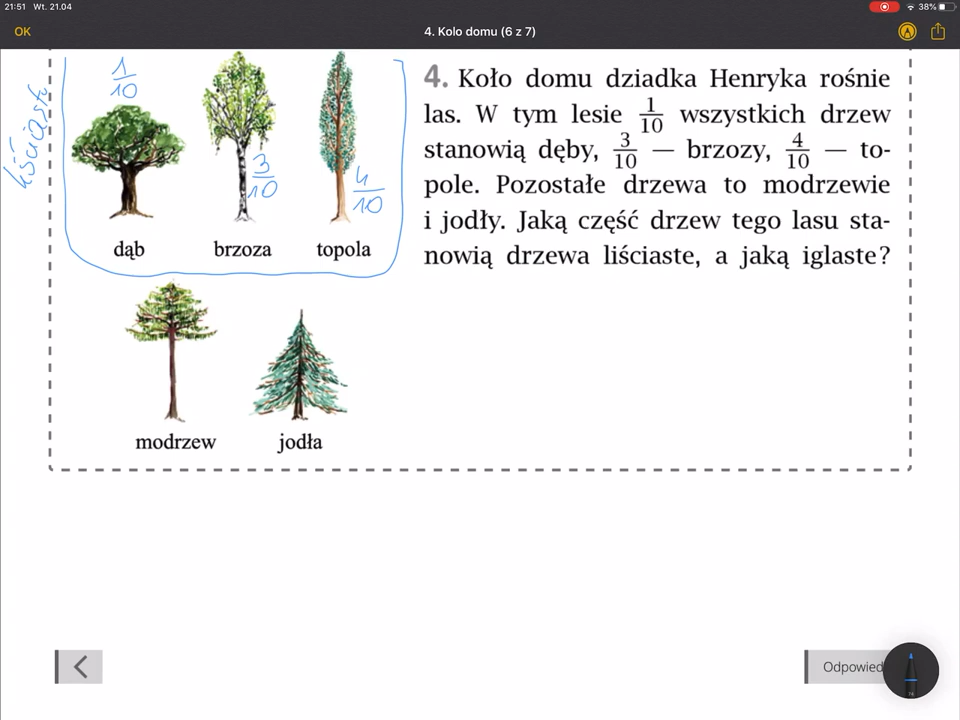 21:51 Wt. 21.04
38%
OK
4. Kolo domu (6 z 7)
liściaste
1/10
3/10
4/10
dąb brzoza topola
modrzew jodła
4. Koło domu dziadka Henryka rośnie
las. W tym lesie 1/10 wszystkich drzew
stanowią dęby, 3/10 — brzozy, 4/10 — to-
pole. Pozostałe drzewa to modrzewie
i jodły. Jaką część drzew tego lasu sta-
nowią drzewa liściaste, a jaką iglaste?
Odpowied